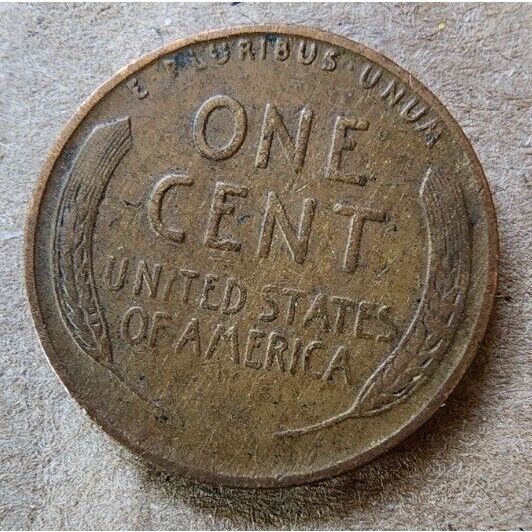 E PLURIBUS UNUM
ONE
CENT
UNITED STATES
OF AMERICA